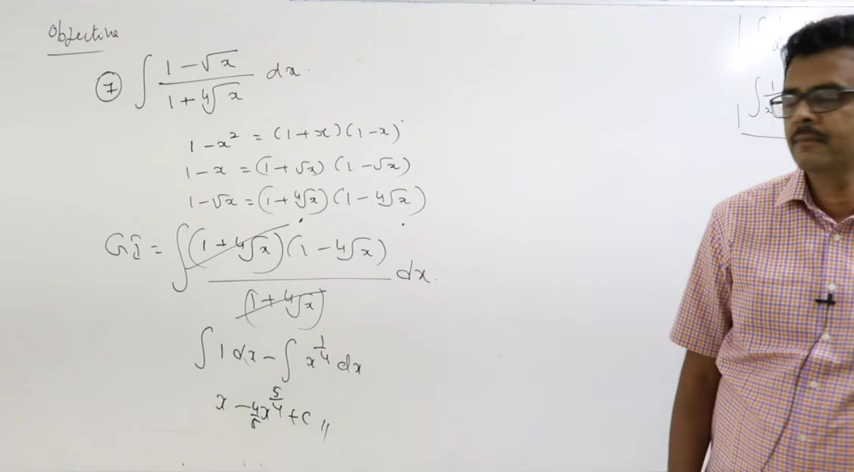 Objective
⑦ ∫ (1 - √x)/(1 + ⁴√x) dx.
1 - x² = (1 + x)(1 - x)
1 - x = (1 + √x)(1 - √x)
1 - √x = (1 + ⁴√x)(1 - ⁴√x)
GI = ∫ (1 + ⁴√x)(1 - ⁴√x)/(1 + ⁴√x) dx.
∫ 1 dx - ∫ x^(1/4) dx
x - 4/5 x^(5/4) + c //